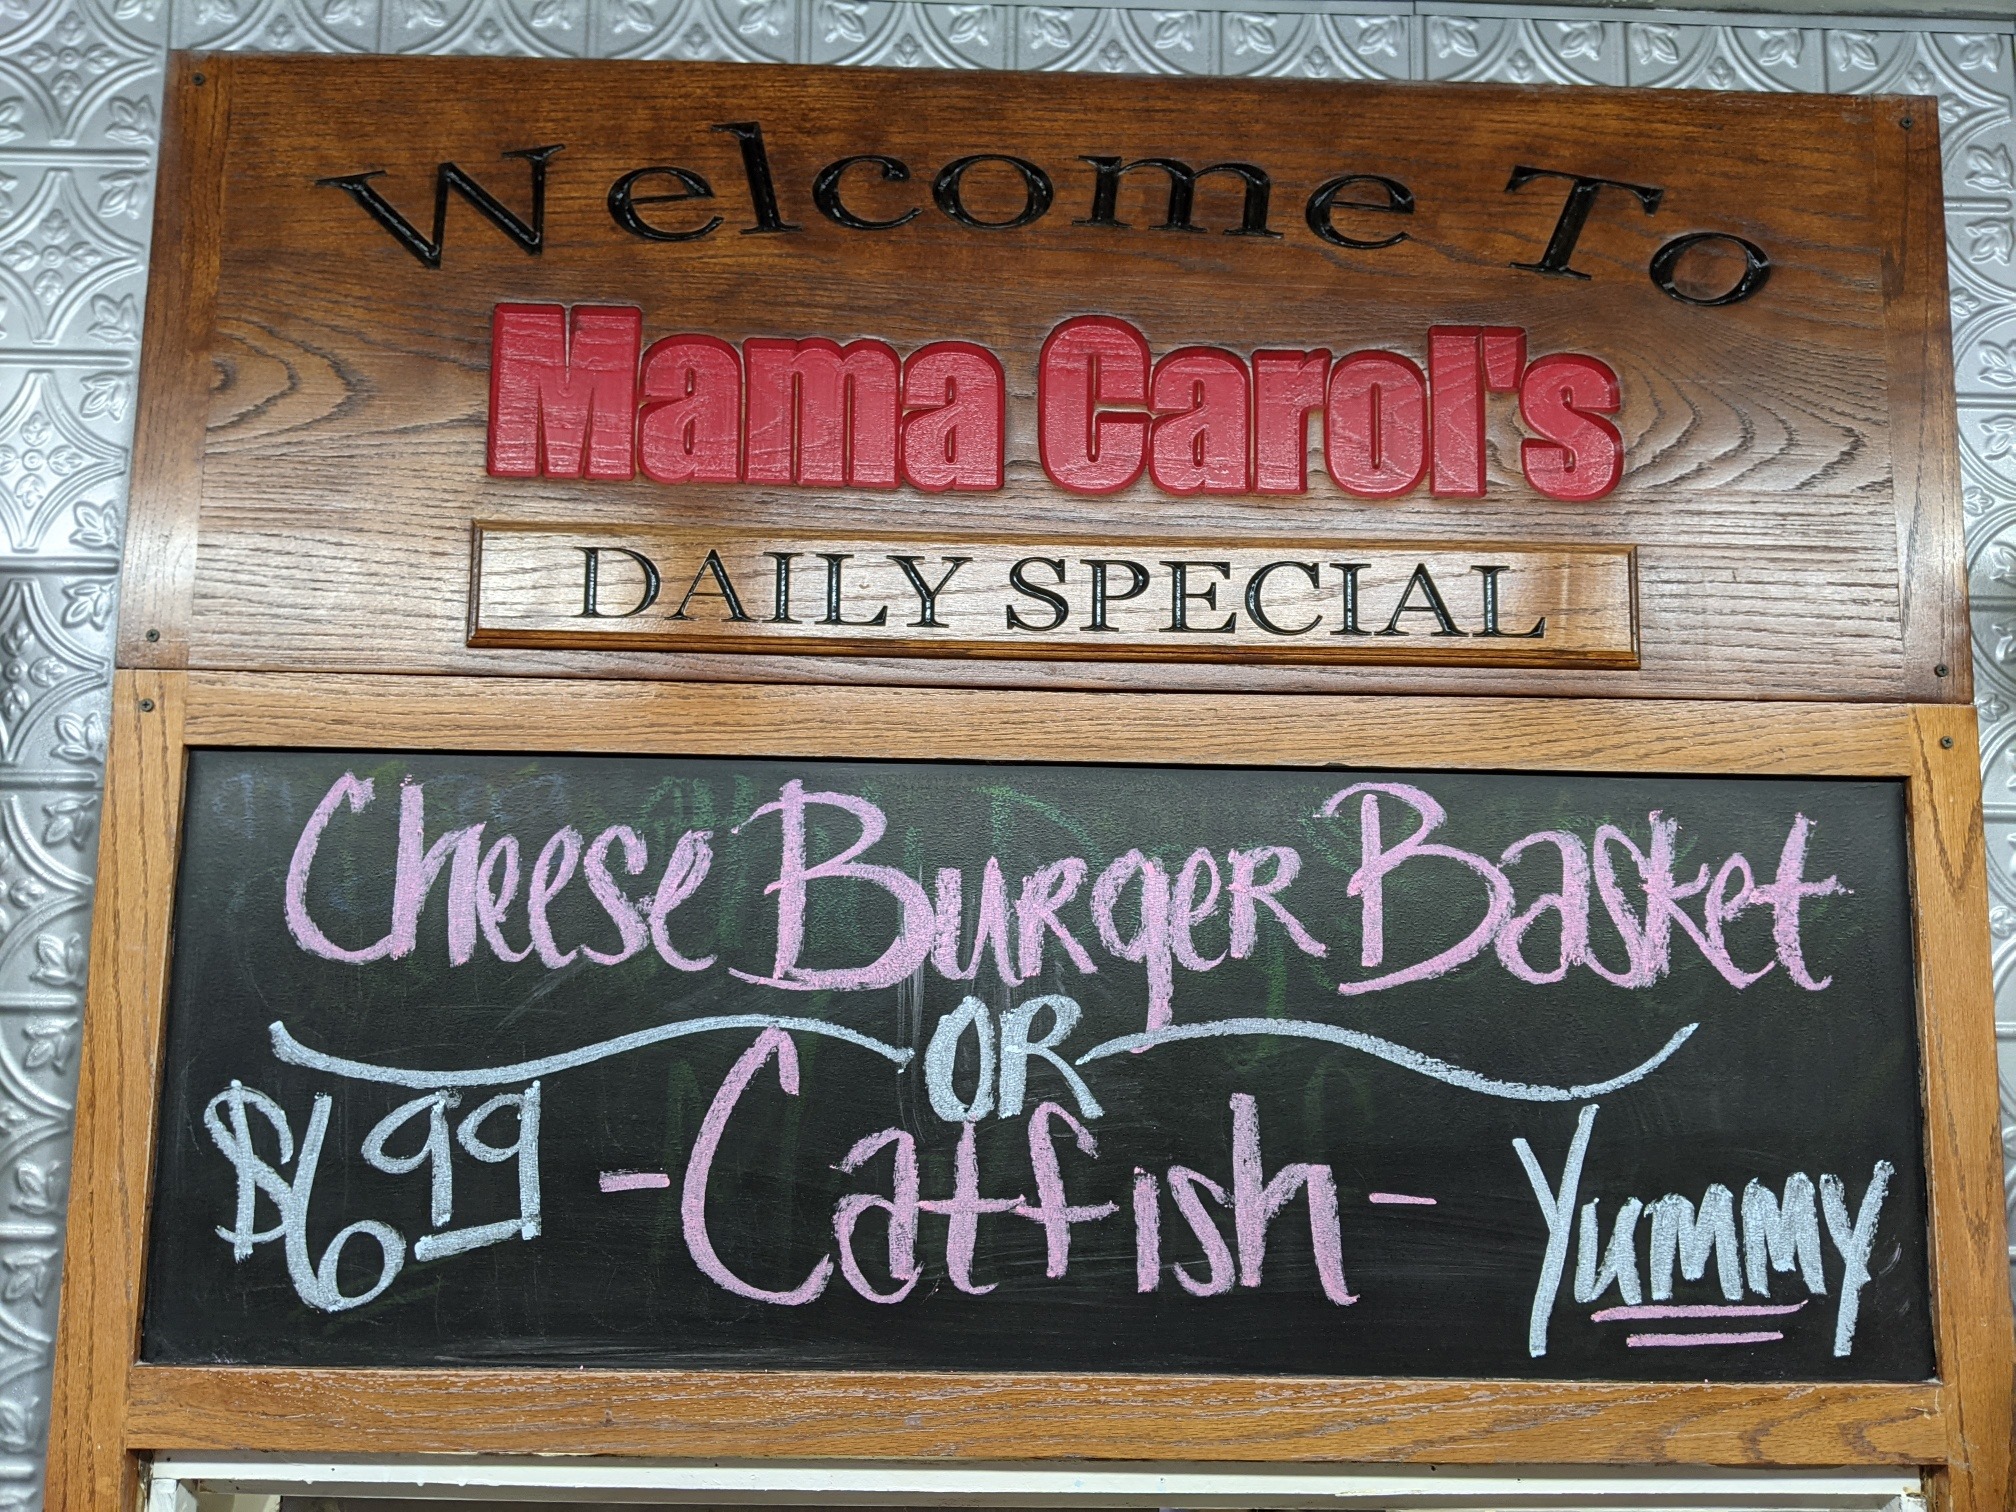 Welcome To
Mama Carol's
DAILY SPECIAL
Cheese Burger Basket
OR
$6.99 - Catfish - Yummy